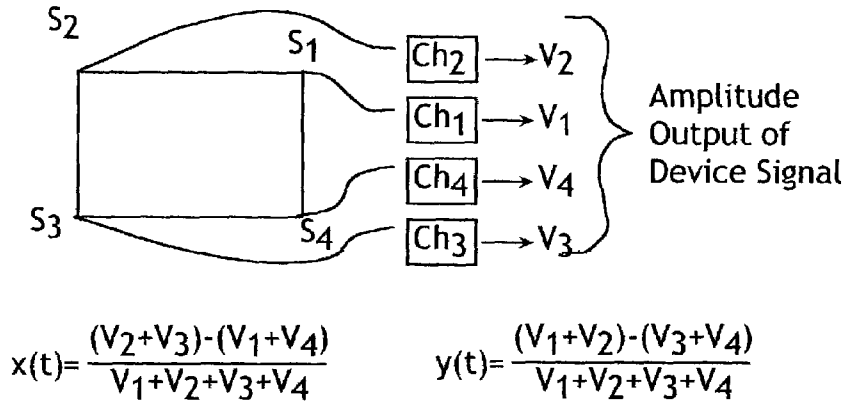 S2
S1
Ch2 → V2
Ch1 → V1
Ch4 → V4
Ch3 → V3
S3
S4
Amplitude
Output of
Device Signal
x(t)= (V2+V3)-(V1+V4) / V1+V2+V3+V4
y(t)= (V1+V2)-(V3+V4) / V1+V2+V3+V4